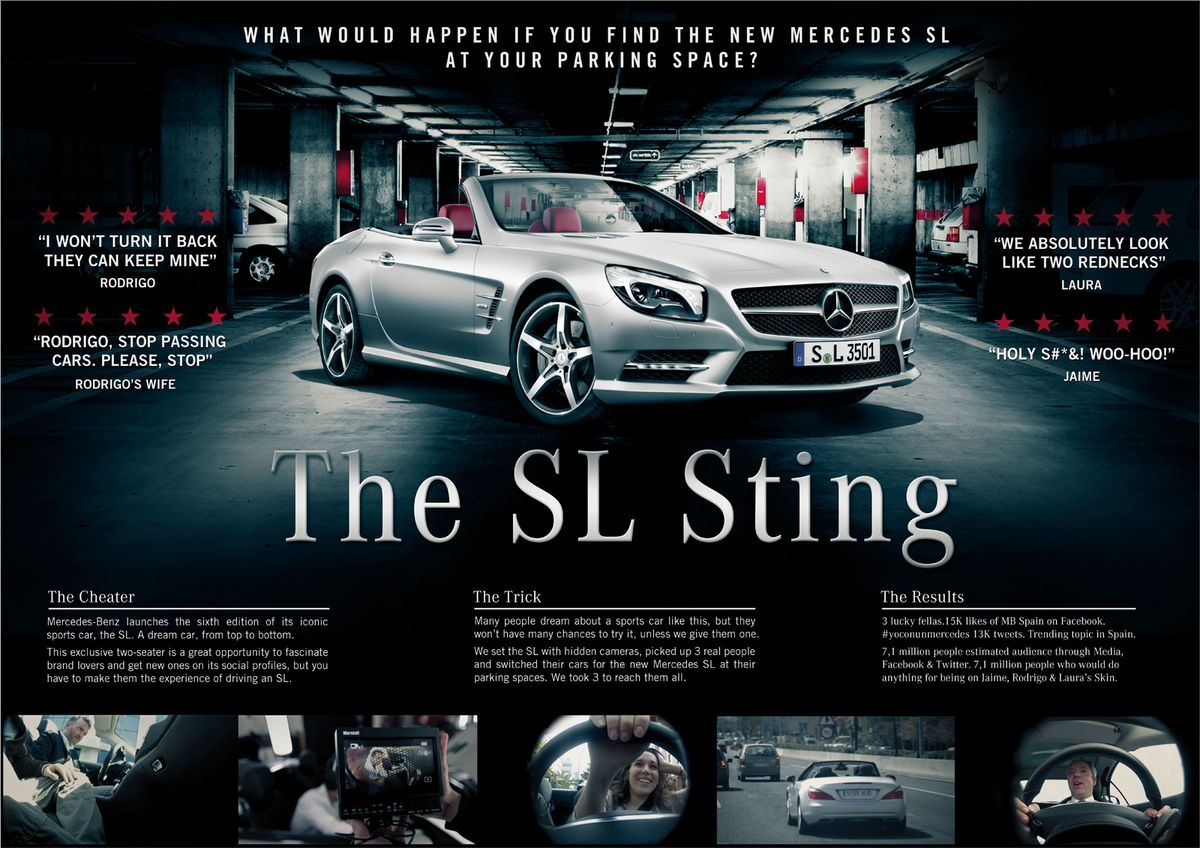 WHAT WOULD HAPPEN IF YOU FIND THE NEW MERCEDES SL
AT YOUR PARKING SPACE?
“I WON’T TURN IT BACK
THEY CAN KEEP MINE”
RODRIGO
“RODRIGO, STOP PASSING
CARS. PLEASE, STOP”
RODRIGO’S WIFE
“WE ABSOLUTELY LOOK
LIKE TWO REDNECKS”
LAURA
“HOLY S#*&! WOO-HOO!”
JAIME
S L 3501
The SL Sting
The Cheater
Mercedes-Benz launches the sixth edition of its iconic
sports car, the SL. A dream car, from top to bottom.
This exclusive two-seater is a great opportunity to fascinate
brand lovers and get new ones on its social profiles, but you
have to make them the experience of driving an SL.
The Trick
Many people dream about a sports car like this, but they
won’t have many chances to try it, unless we give them one.
We set the SL with hidden cameras, picked up 3 real people
and switched their cars for the new Mercedes SL at their
parking spaces. We took 3 to reach them all.
The Results
3 lucky fellas.15K likes of MB Spain on Facebook.
#yoconunmercedes 13K tweets. Trending topic in Spain.
7,1 million people estimated audience through Media,
Facebook & Twitter. 7,1 million people who would do
anything for being on Jaime, Rodrigo & Laura’s Skin.
Marshall